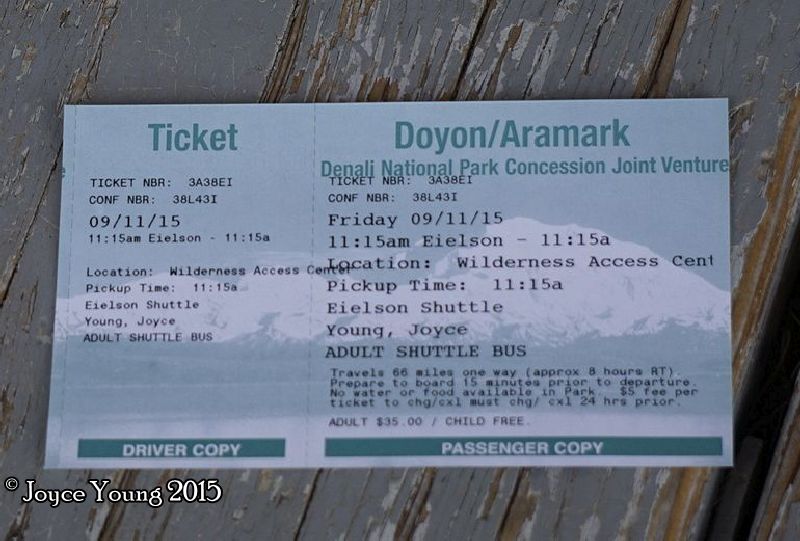 Ticket
TICKET NBR: 3A38EI
CONF NBR: 38L43I
09/11/15
11:15am Eielson - 11:15a
Location: Wilderness Access Center
Pickup Time: 11:15a
Eielson Shuttle
Young, Joyce
ADULT SHUTTLE BUS
DRIVER COPY
Doyon/Aramark
Denali National Park Concession Joint Venture
TICKET NBR: 3A38EI
CONF NBR: 38L43I
Friday 09/11/15
11:15am Eielson - 11:15a
Location: Wilderness Access Cent
Pickup Time: 11:15a
Eielson Shuttle
Young, Joyce
ADULT SHUTTLE BUS
Travels 66 miles one way (approx 8 hours RT).
Prepare to board 15 minutes prior to departure.
No water or food available in Park. $5 fee per
ticket to chg/cxl must chg/ cxl 24 hrs prior.
ADULT $35.00 / CHILD FREE.
PASSENGER COPY
© Joyce Young 2015